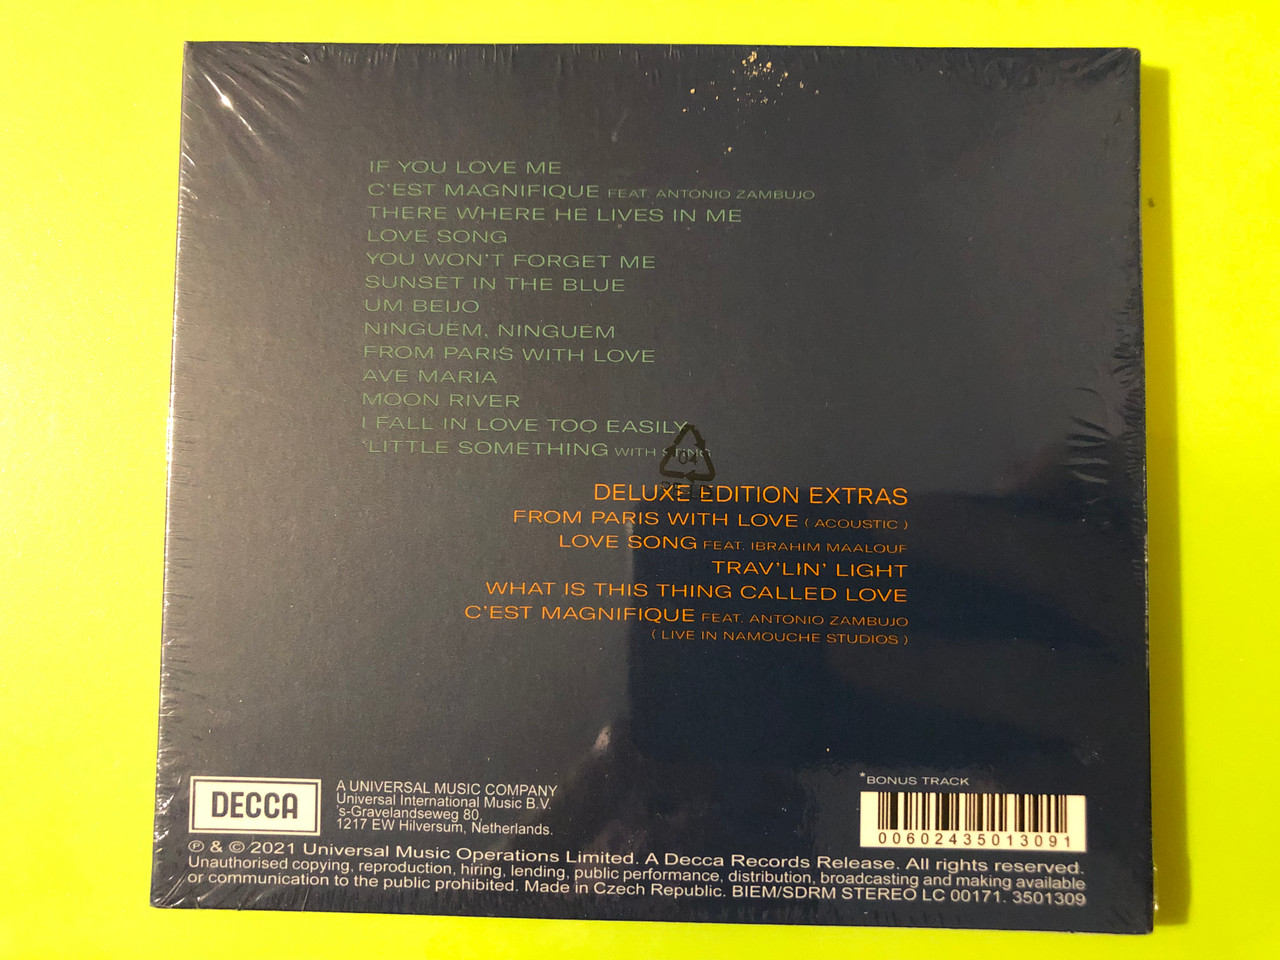 IF YOU LOVE ME
C'EST MAGNIFIQUE FEAT. ANTONIO ZAMBUJO
THERE WHERE HE LIVES IN ME
LOVE SONG
YOU WON'T FORGET ME
SUNSET IN THE BLUE
UM BEIJO
NINGUÉM, NINGUÉM
FROM PARIS WITH LOVE
AVE MARIA
MOON RIVER
I FALL IN LOVE TOO EASILY
*LITTLE SOMETHING WITH STING
04
DELUXE EDITION EXTRAS
FROM PARIS WITH LOVE ( ACOUSTIC )
LOVE SONG FEAT. IBRAHIM MAALOUF
TRAV'LIN' LIGHT
WHAT IS THIS THING CALLED LOVE
C'EST MAGNIFIQUE FEAT. ANTONIO ZAMBUJO
( LIVE IN NAMOUCHE STUDIOS )
DECCA
A UNIVERSAL MUSIC COMPANY
Universal International Music B.V.
's-Gravelandseweg 80,
1217 EW Hilversum, Netherlands.
*BONUS TRACK
00602435013091
℗ & © 2021 Universal Music Operations Limited. A Decca Records Release. All rights reserved.
Unauthorised copying, reproduction, hiring, lending, public performance, distribution, broadcasting and making available
or communication to the public prohibited. Made in Czech Republic. BIEM/SDRM STEREO LC 00171. 3501309